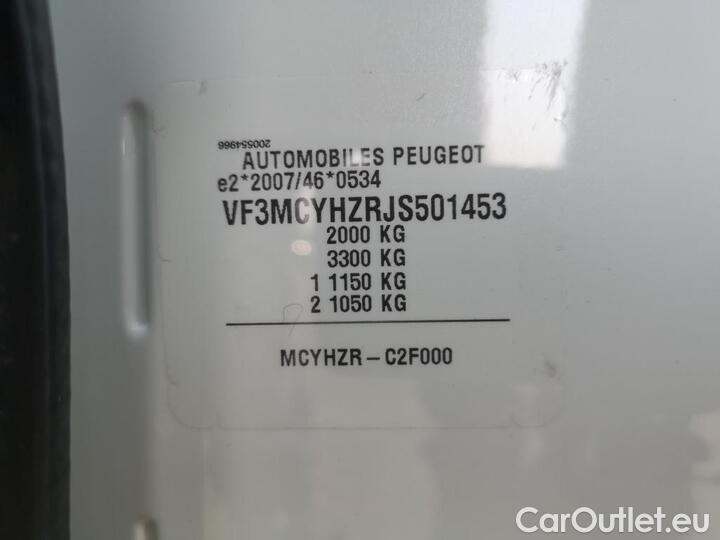 200554966
AUTOMOBILES PEUGEOT
e2*2007/46*0534
VF3MCYHZRJS501453
2000 KG
3300 KG
1 1150 KG
2 1050 KG
MCYHZR - C2F000
CarOutlet.eu